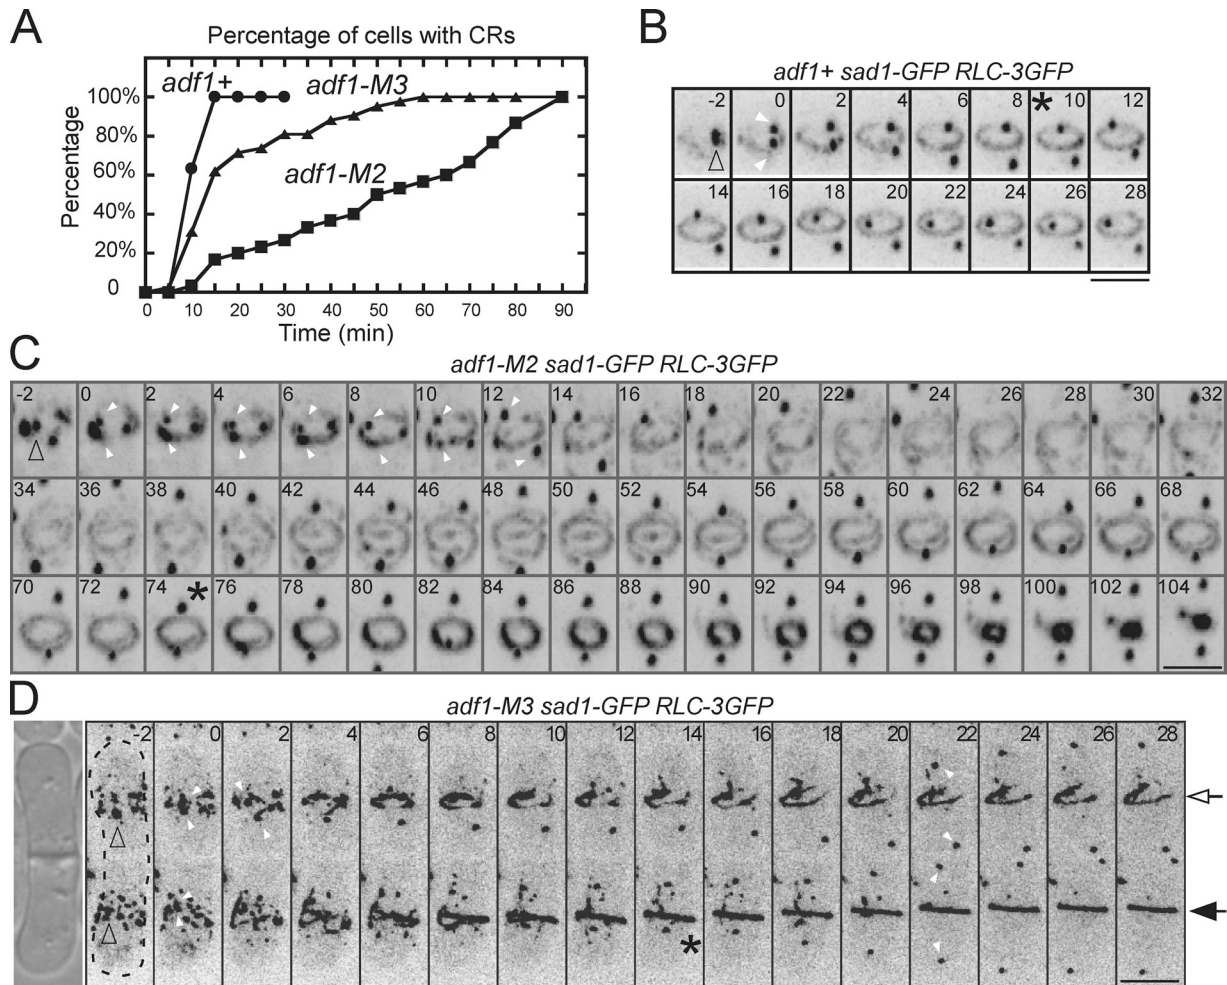 A
Percentage of cells with CRs
adf1+
adf1-M3
adf1-M2
100%
80%
60%
40%
20%
0
Percentage
0 10 20 30 40 50 60 70 80 90
Time (min)
B
adf1+ sad1-GFP RLC-3GFP
-2 0 2 4 6 8 * 10 12
14 16 18 20 22 24 26 28
C
adf1-M2 sad1-GFP RLC-3GFP
-2 0 2 4 6 8 10 12 14 16 18 20 22 24 26 28 30 32
34 36 38 40 42 44 46 48 50 52 54 56 58 60 62 64 66 68
70 72 74 * 76 78 80 82 84 86 88 90 92 94 96 98 100 102 104
D
adf1-M3 sad1-GFP RLC-3GFP
-2 0 2 4 6 8 10 12 14 16 18 20 22 24 26 28
*